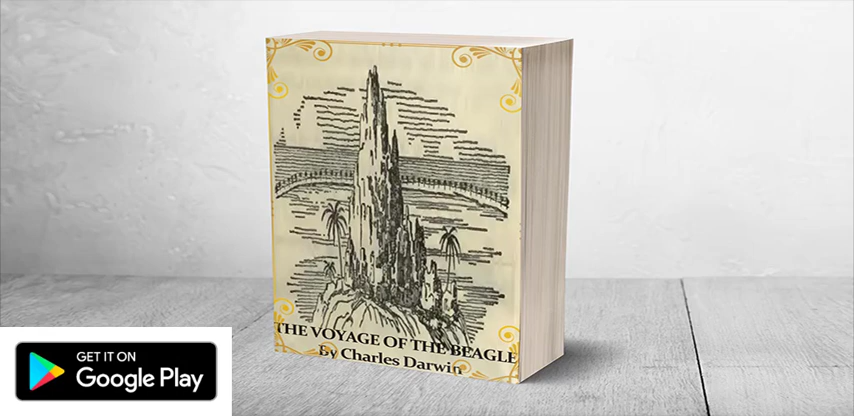 THE VOYAGE OF THE BEAGLE
By Charles Darwin
GET IT ON
Google Play